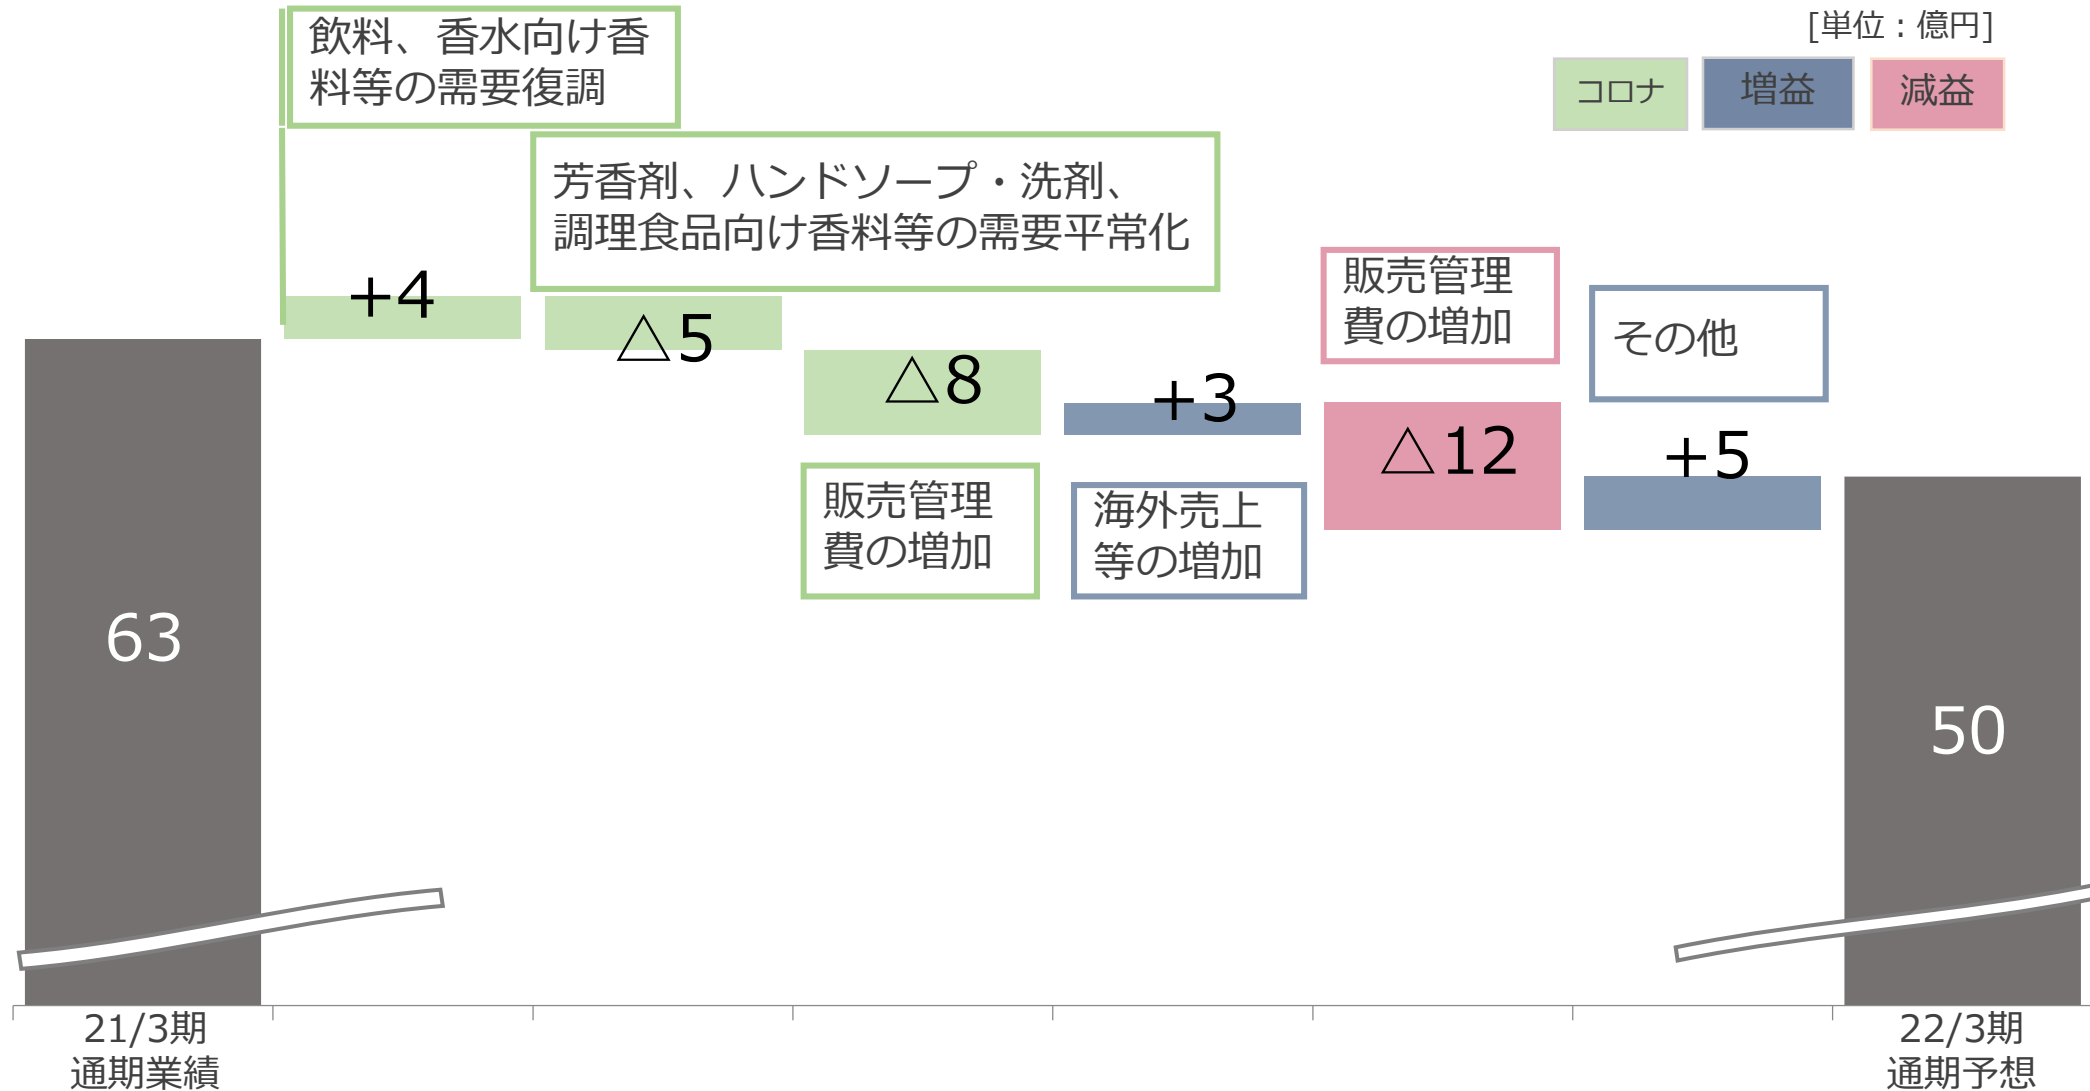 [単位：億円]
コロナ
増益
減益
飲料、香水向け香
料等の需要復調
芳香剤、ハンドソープ・洗剤、
調理食品向け香料等の需要平常化
販売管理
費の増加
その他
+4
△5
△8
+3
△12
+5
販売管理
費の増加
海外売上
等の増加
63
50
21/3期
通期業績
22/3期
通期予想